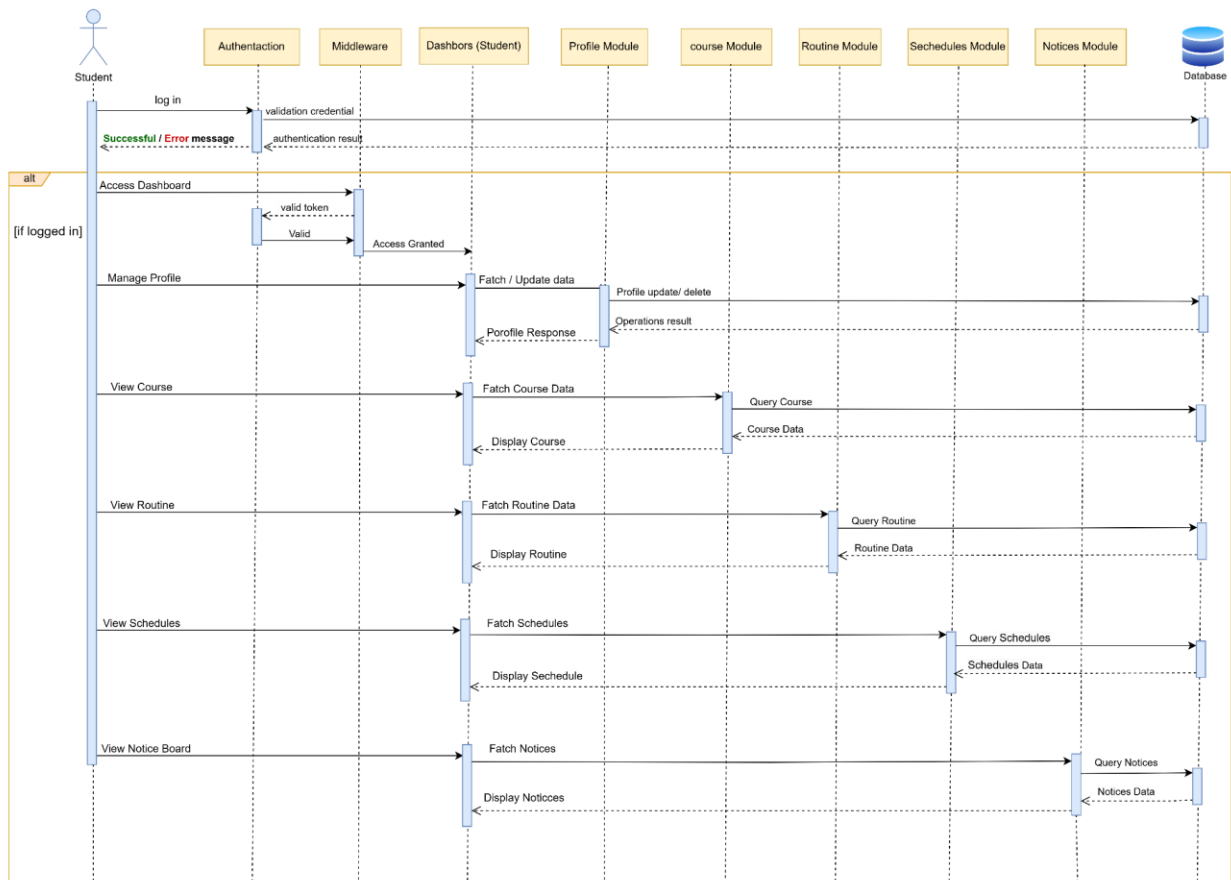 Student
Authentaction
Middleware
Dashbors (Student)
Profile Module
course Module
Routine Module
Sechedules Module
Notices Module
Database
log in
validation credential
Successful / Error message
authentication result
alt
Access Dashboard
valid token
[if logged in]
Valid
Access Granted
Manage Profile
Fatch / Update data
Profile update/ delete
Operations result
Porofile Response
View Course
Fatch Course Data
Query Course
Course Data
Display Course
View Routine
Fatch Routine Data
Query Routine
Routine Data
Display Routine
View Schedules
Fatch Schedules
Query Schedules
Schedules Data
Display Sechedule
View Notice Board
Fatch Notices
Query Notices
Notices Data
Display Noticces